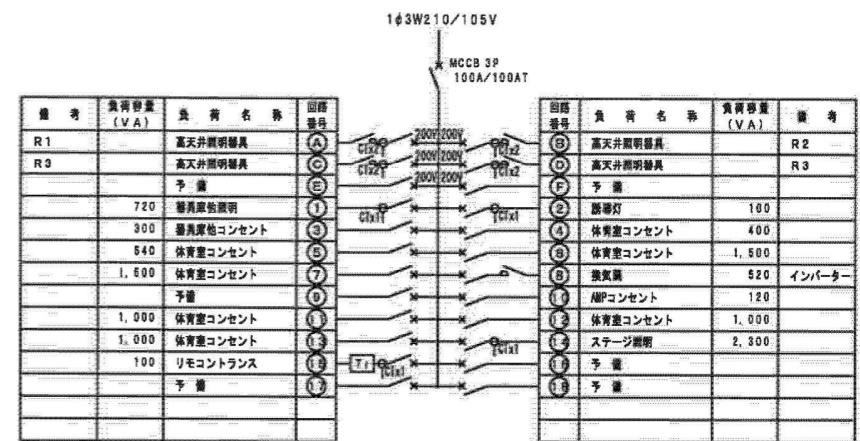 1φ3W210/105V
MCCB 3P
100A/100AT
備考 負荷容量(VA) 負荷名称 回路番号
R1 高天井照明器具 A
R3 高天井照明器具 C
予備 E
720 器具庫他照明 1
300 器具庫他コンセント 3
540 体育室コンセント 5
1,500 体育室コンセント 7
予備 9
1,000 体育室コンセント 11
1,000 体育室コンセント 13
100 リモコントランス 15
予備 17
200V 200V
200V 200V
200V 200V
C(x2) C(x2)
C(x2) C(x2)
C(x1) C(x1)
C(x1)
Tr C(x1)
回路番号 負荷名称 負荷容量(VA) 備考
B 高天井照明器具 R2
D 高天井照明器具 R3
F 予備
2 誘導灯 100
4 体育室コンセント 400
体育室コンセント 1,500
8 換気扇 520 インバーター
10 AMPコンセント 120
12 体育室コンセント 1,000
14 ステージ照明 2,300
予備
予備